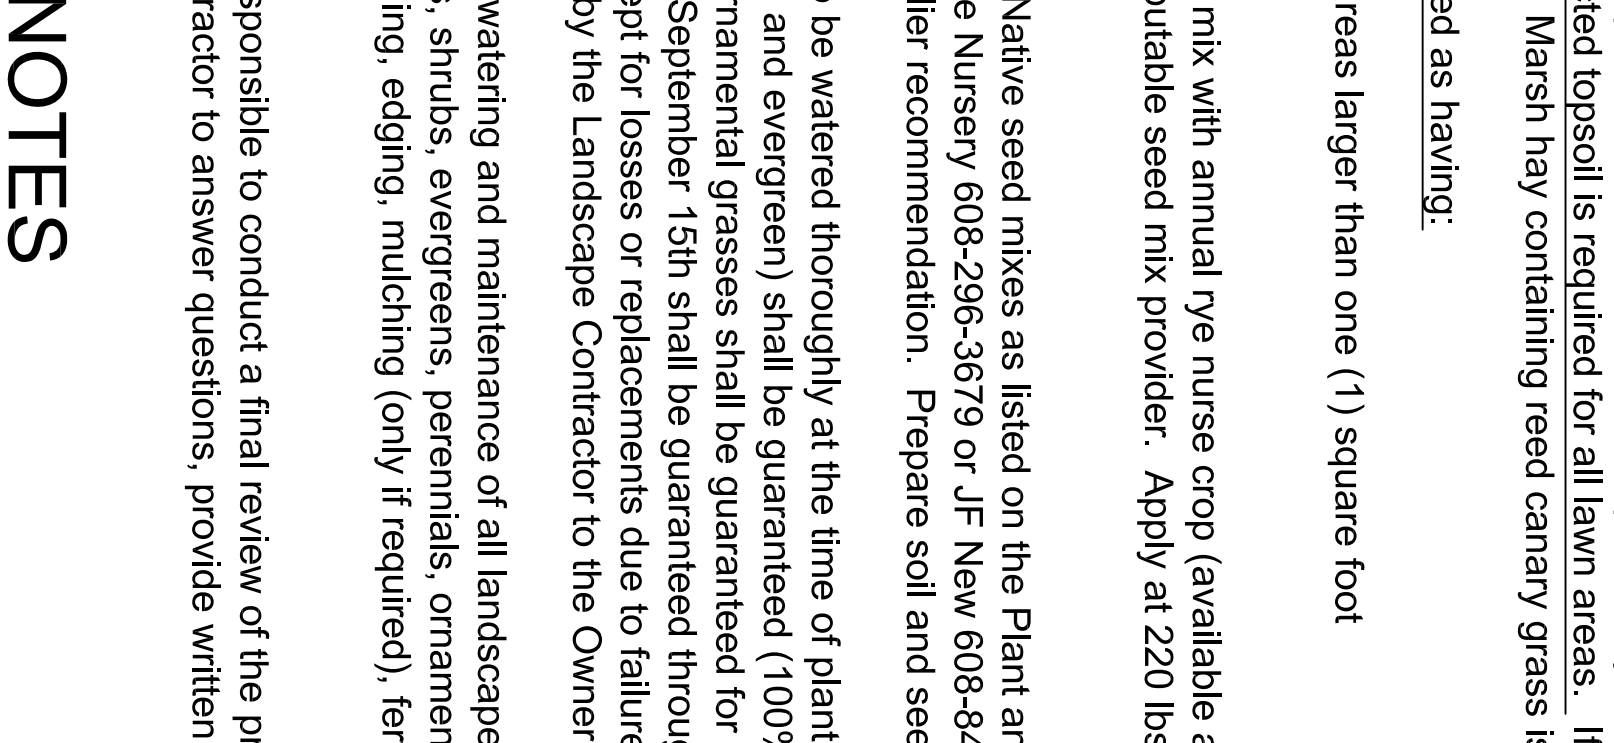 ted topsoil is required for all lawn areas. If
Marsh hay containing reed canary grass is
ed as having:
reas larger than one (1) square foot
mix with annual rye nurse crop (available a
putable seed mix provider. Apply at 220 lbs
Native seed mixes as listed on the Plant ar
e Nursery 608-296-3679 or JF New 608-84
lier recommendation. Prepare soil and see
be watered thoroughly at the time of plant
and evergreen) shall be guaranteed (100%
rnamental grasses shall be guaranteed for
September 15th shall be guaranteed throug
ept for losses or replacements due to failure
by the Landscape Contractor to the Owner
watering and maintenance of all landscape
s, shrubs, evergreens, perennials, ornamen
ing, edging, mulching (only if required), fer
sponsible to conduct a final review of the pr
ractor to answer questions, provide written
NOTES